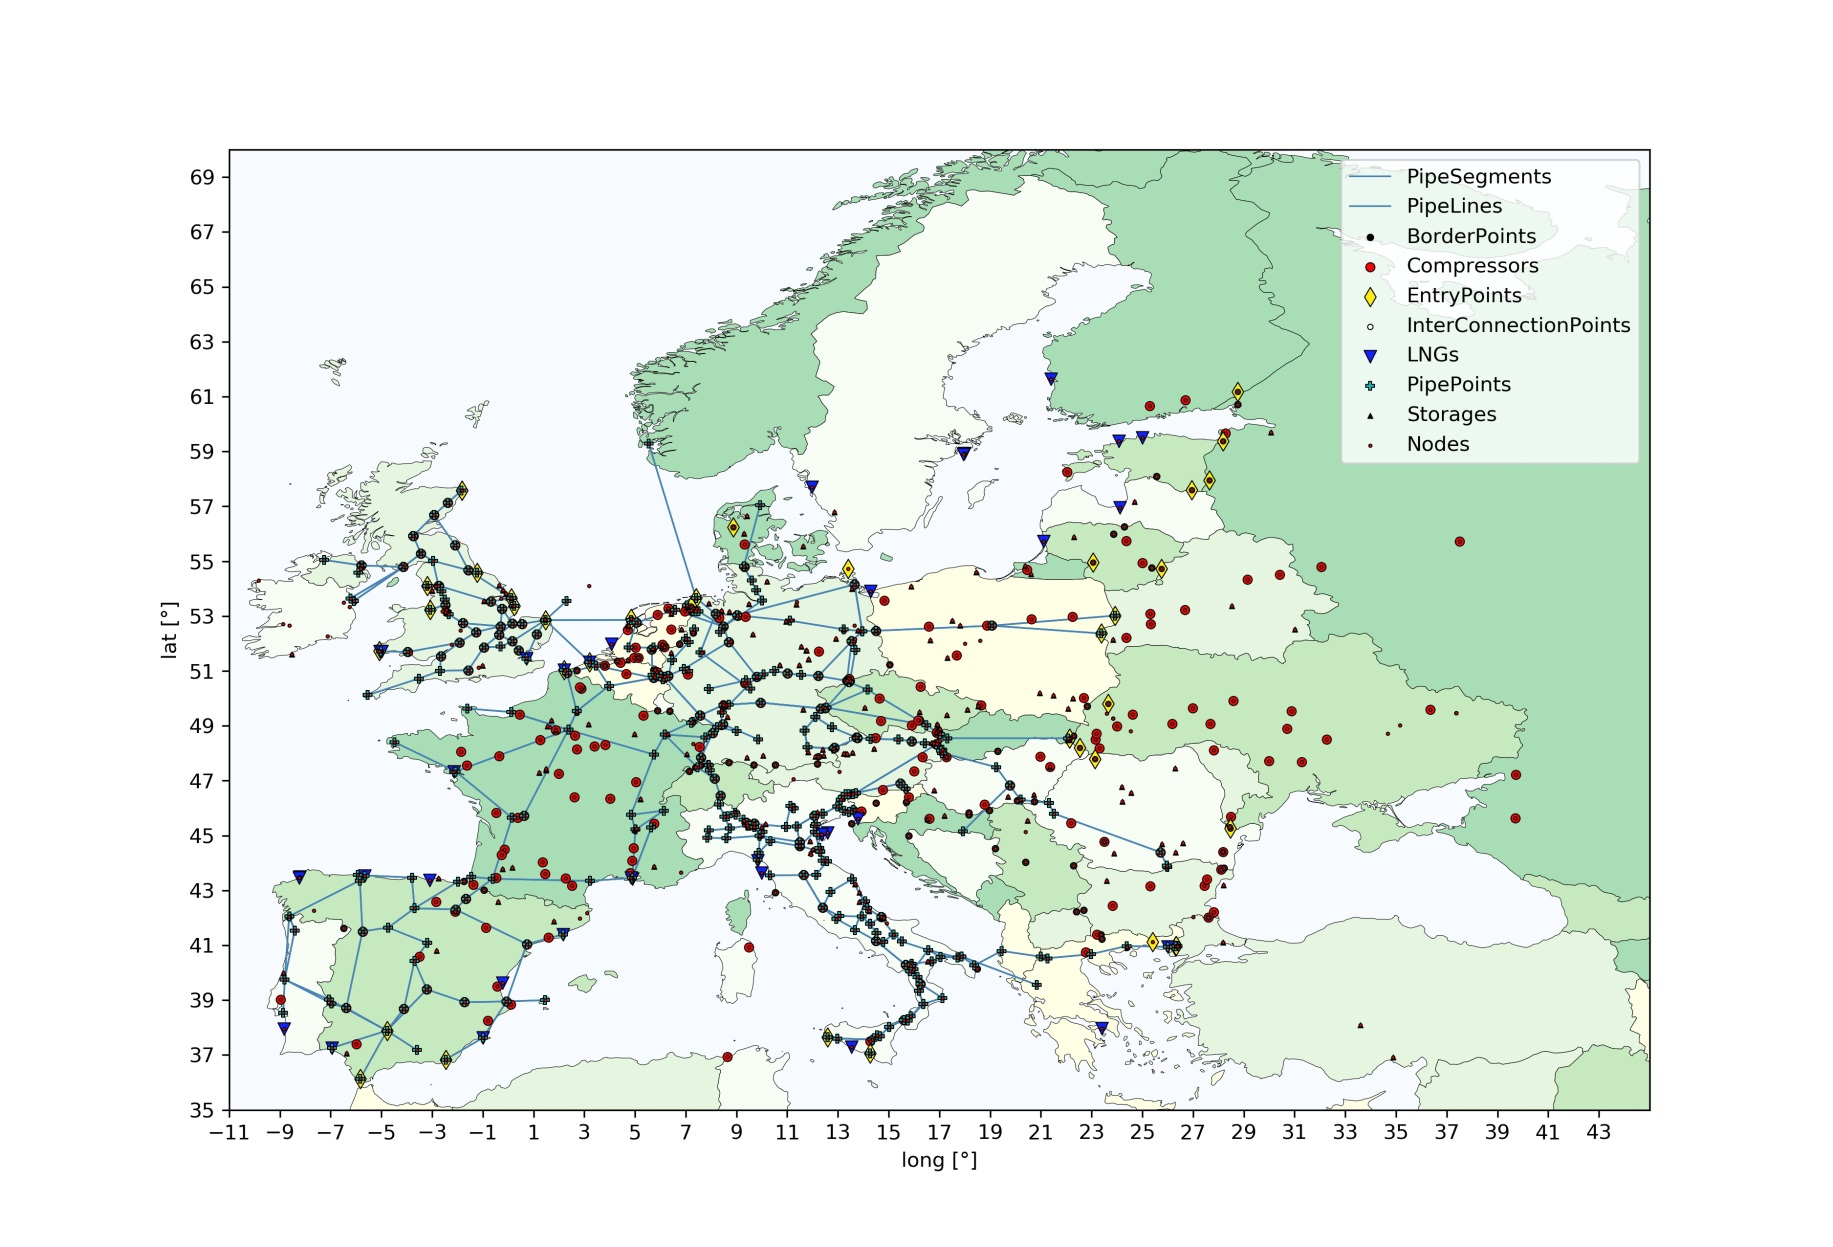 PipeSegments
PipeLines
BorderPoints
Compressors
EntryPoints
InterConnectionPoints
LNGs
PipePoints
Storages
Nodes
69
67
65
63
61
59
57
55
53
51
49
47
45
43
41
39
37
35
lat [°]
−11 −9 −7 −5 −3 −1 1 3 5 7 9 11 13 15 17 19 21 23 25 27 29 31 33 35 37 39 41 43
long [°]